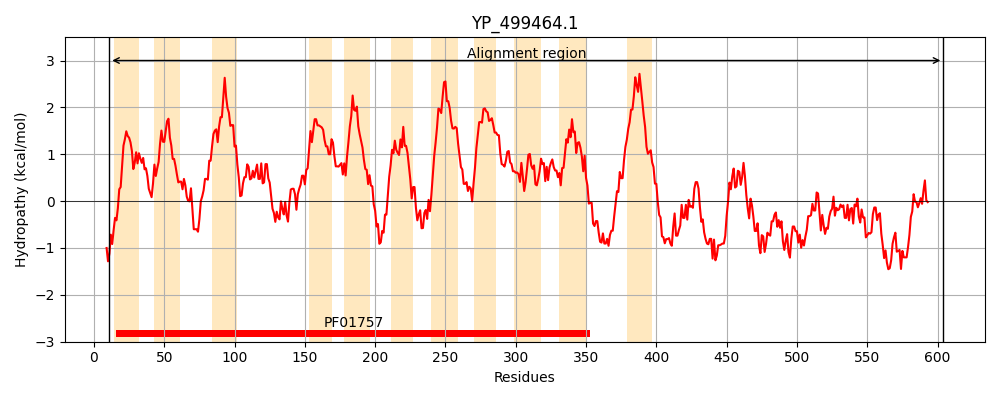 YP_499464.1
Alignment region
Hydropathy (kcal/mol)
3
2
1
0
−1
−2
−3
PF01757
0 50 100 150 200 250 300 350 400 450 500 550 600
Residues